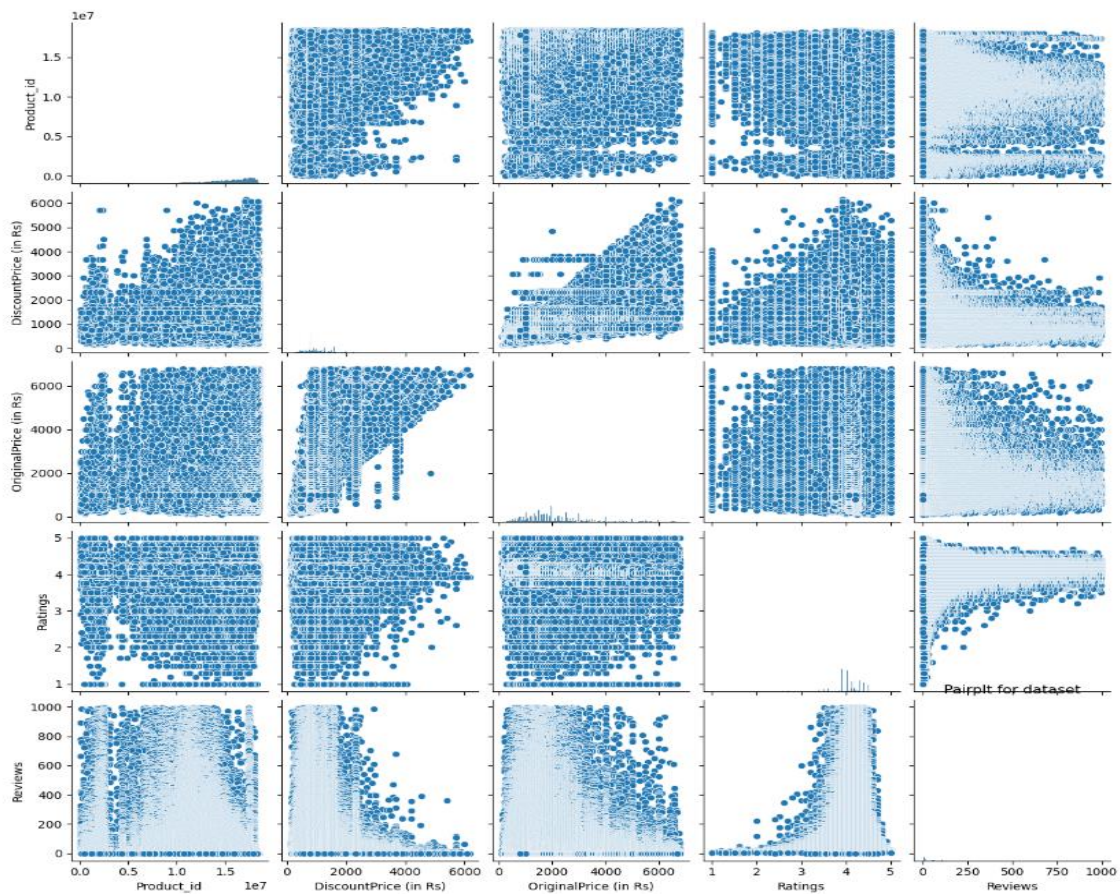 1e7
1.5
1.0
0.5
0.0
Product_id
6000
5000
4000
3000
2000
1000
0
DiscountPrice (in Rs)
6000
4000
2000
0
OriginalPrice (in Rs)
5
4
3
2
1
Ratings
Pairplt for dataset
1000
800
600
400
200
0
Reviews
0.0 0.5 1.0 1.5 0 2000 4000 6000 0 2000 4000 6000 1 2 3 4 5 0 250 500 750 1000
Product_id 1e7 DiscountPrice (in Rs) OriginalPrice (in Rs) Ratings Reviews